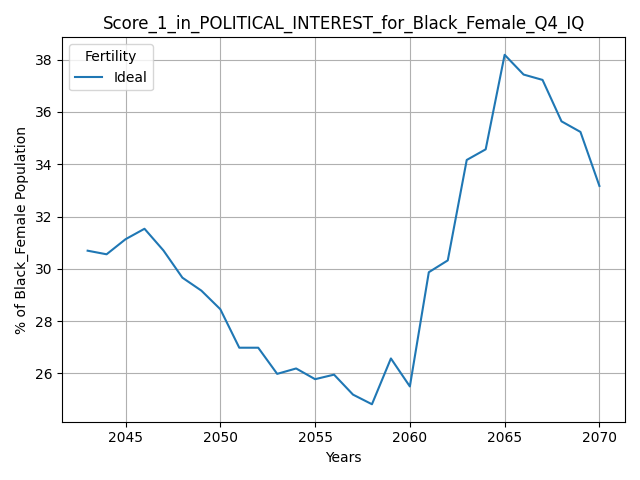 Score_1_in_POLITICAL_INTEREST_for_Black_Female_Q4_IQ
Fertility
Ideal
% of Black_Female Population
38
36
34
32
30
28
26
2045
2050
2055
2060
2065
2070
Years